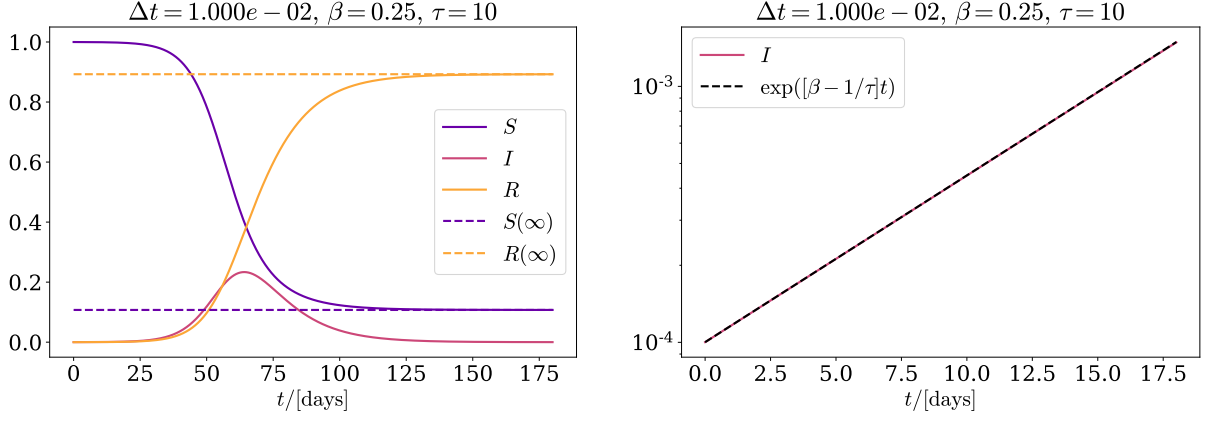 Δt = 1.000e − 02, β = 0.25, τ = 10
1.0
0.8
0.6
0.4
0.2
0.0
S
I
R
S(∞)
R(∞)
0 25 50 75 100 125 150 175
t/[days]
Δt = 1.000e − 02, β = 0.25, τ = 10
I
exp([β − 1/τ]t)
10⁻³
10⁻⁴
0.0 2.5 5.0 7.5 10.0 12.5 15.0 17.5
t/[days]